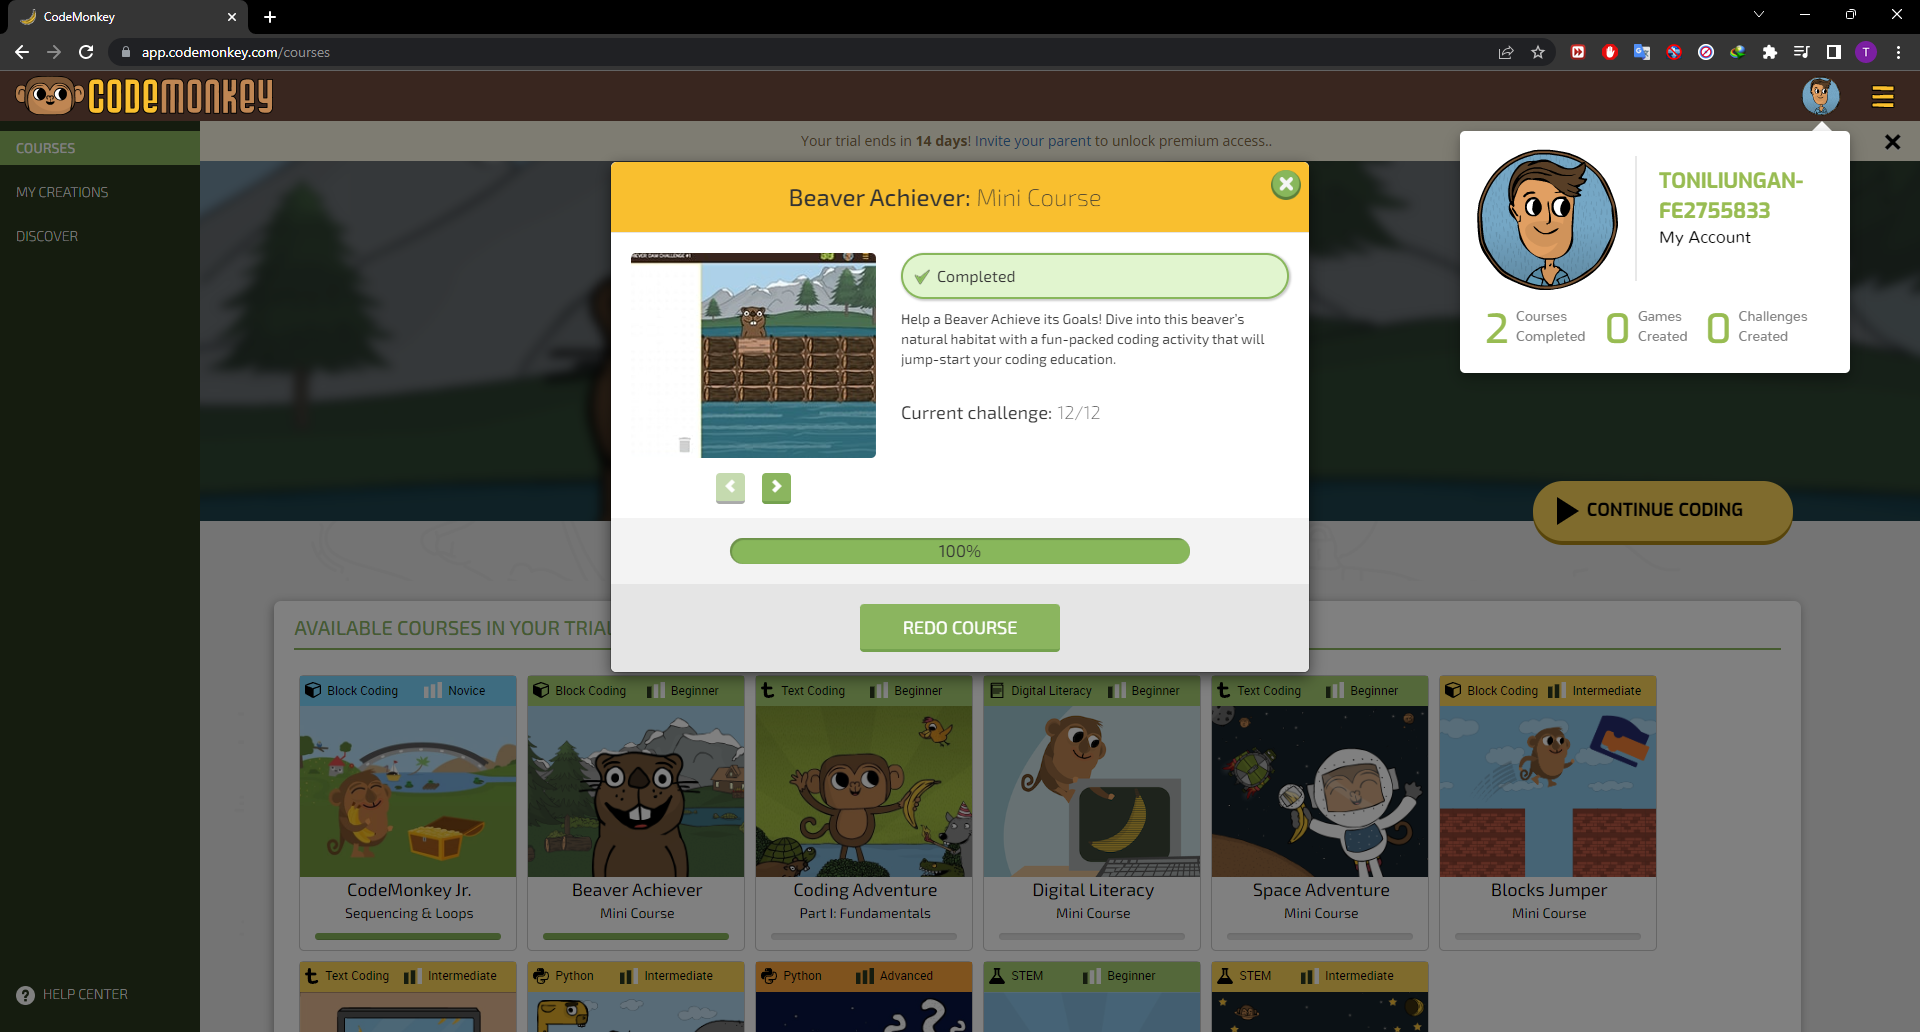 CodeMonkey
app.codemonkey.com/courses
T
CODEMONKEY
COURSES
MY CREATIONS
DISCOVER
HELP CENTER
Your trial ends in 14 days! Invite your parent to unlock premium access..
TONILIUNGAN-
FE2755833
My Account
2 Courses Completed
0 Games Created
0 Challenges Created
Beaver Achiever: Mini Course
Completed
Help a Beaver Achieve its Goals! Dive into this beaver's
natural habitat with a fun-packed coding activity that will
jump-start your coding education.
Current challenge: 12/12
100%
REDO COURSE
CONTINUE CODING
AVAILABLE COURSES IN YOUR TRIAL
Block Coding Novice
CodeMonkey Jr.
Sequencing & Loops
Block Coding Beginner
Beaver Achiever
Mini Course
Text Coding Beginner
Coding Adventure
Part I: Fundamentals
Digital Literacy Beginner
Digital Literacy
Mini Course
Text Coding Beginner
Space Adventure
Mini Course
Block Coding Intermediate
Blocks Jumper
Mini Course
Text Coding Intermediate
Python Intermediate
Python Advanced
STEM Beginner
STEM Intermediate